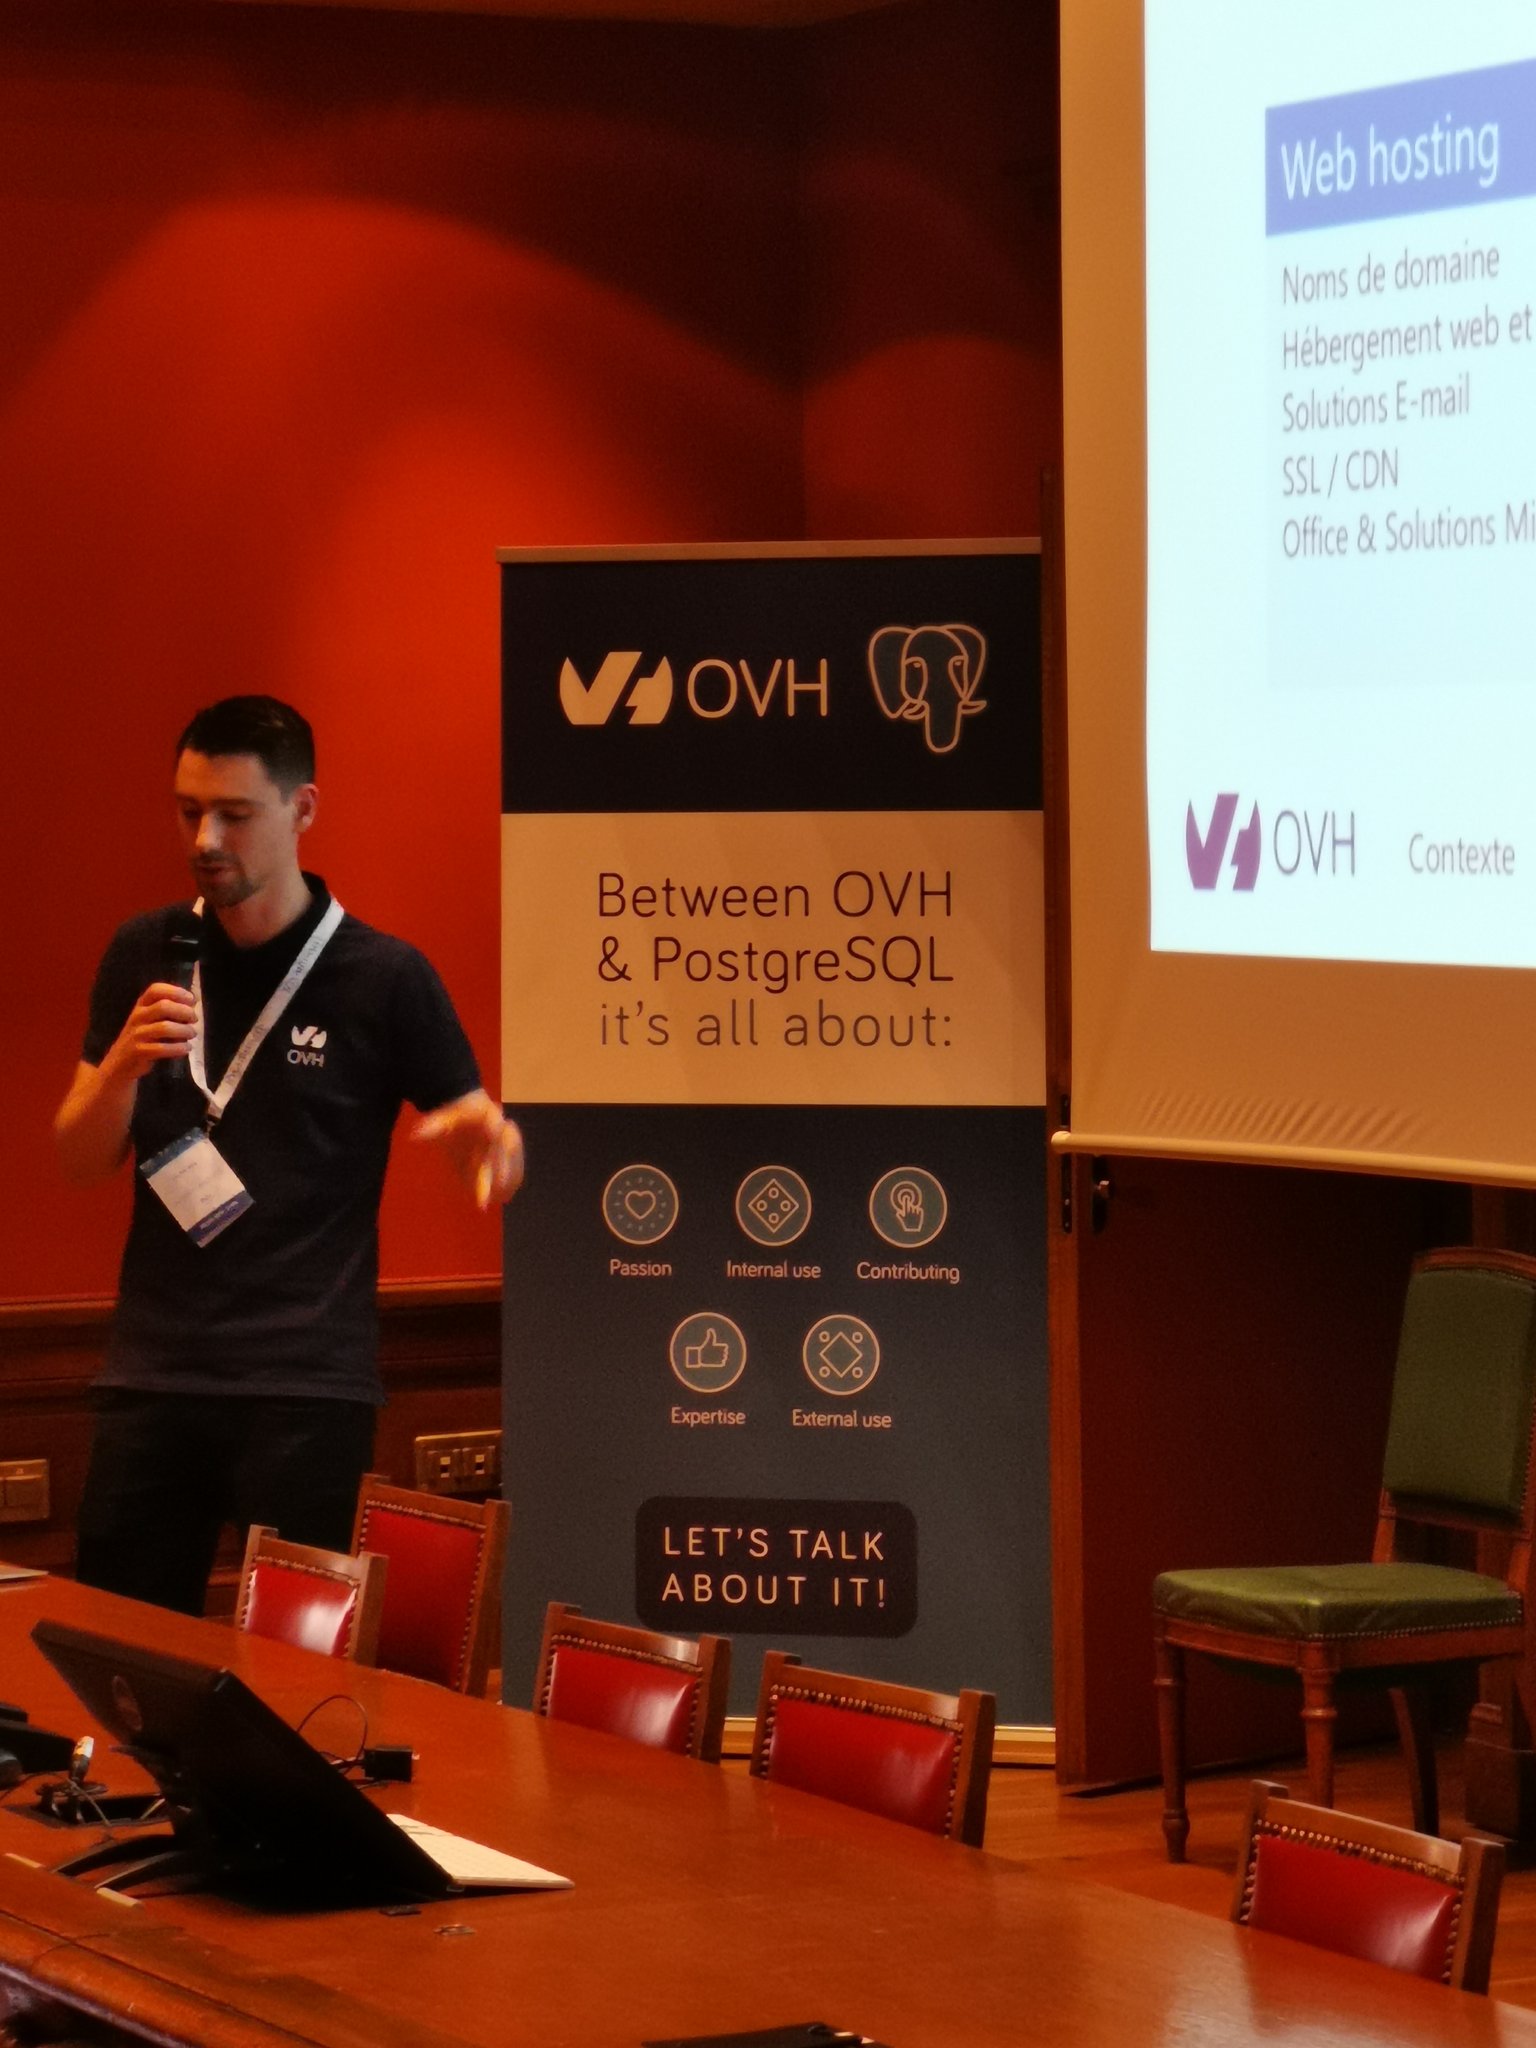 Web hosting
Noms de domaine
Hébergement web et
Solutions E-mail
SSL / CDN
Office & Solutions Mi
OVH Contexte
OVH
Between OVH
& PostgreSQL
it's all about:
Passion Internal use Contributing
Expertise External use
LET'S TALK
ABOUT IT!
OVH